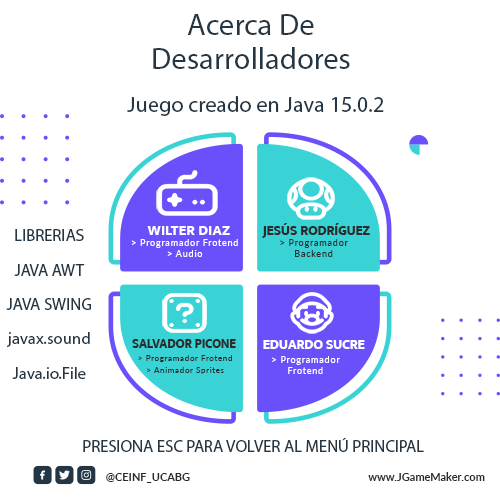 Acerca De
Desarrolladores
Juego creado en Java 15.0.2
WILTER DIAZ
> Programador Frotend
> Audio
JESÚS RODRÍGUEZ
> Programador
Backend
LIBRERIAS
JAVA AWT
JAVA SWING
javax.sound
Java.io.File
SALVADOR PICONE
> Programador Frotend
> Animador Sprites
EDUARDO SUCRE
> Programador
Frotend
PRESIONA ESC PARA VOLVER AL MENÚ PRINCIPAL
@CEINF_UCABG
www.JGameMaker.com